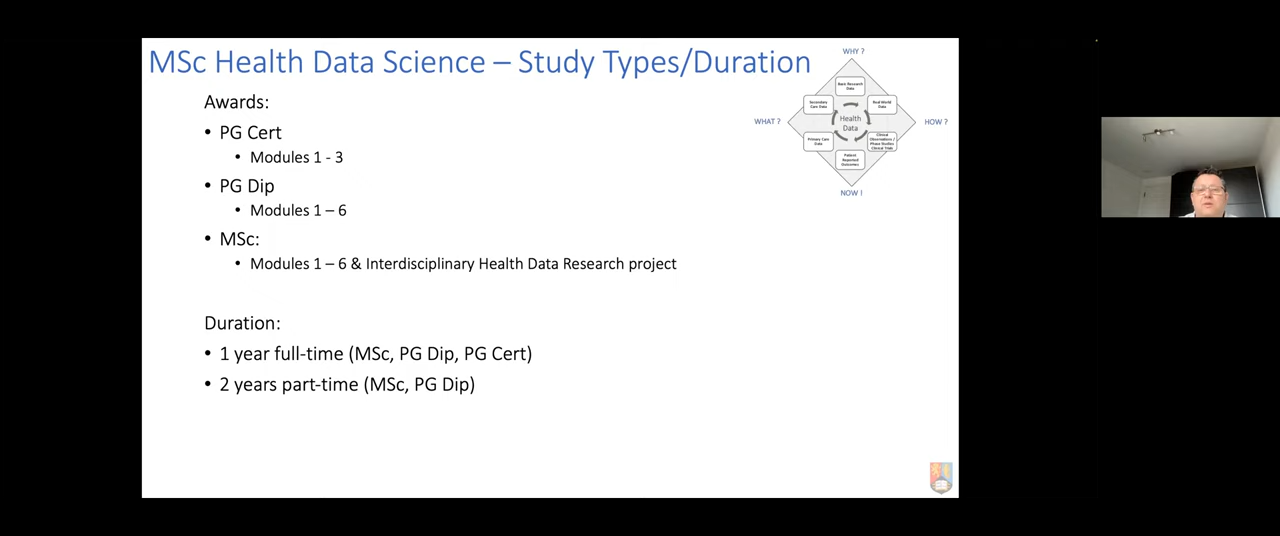 MSc Health Data Science – Study Types/Duration
Awards:
• PG Cert
• Modules 1 - 3
• PG Dip
• Modules 1 – 6
• MSc:
• Modules 1 – 6 & Interdisciplinary Health Data Research project
Duration:
• 1 year full-time (MSc, PG Dip, PG Cert)
• 2 years part-time (MSc, PG Dip)
WHY ?
Basic Research
Data
Secondary
Care Data
Real-World
Data
WHAT ?
Health
Data
HOW ?
Primary Care
Data
Clinical
Observations /
Phase Studies
Clinical Trials
Patient
Reported
Outcomes
NOW !